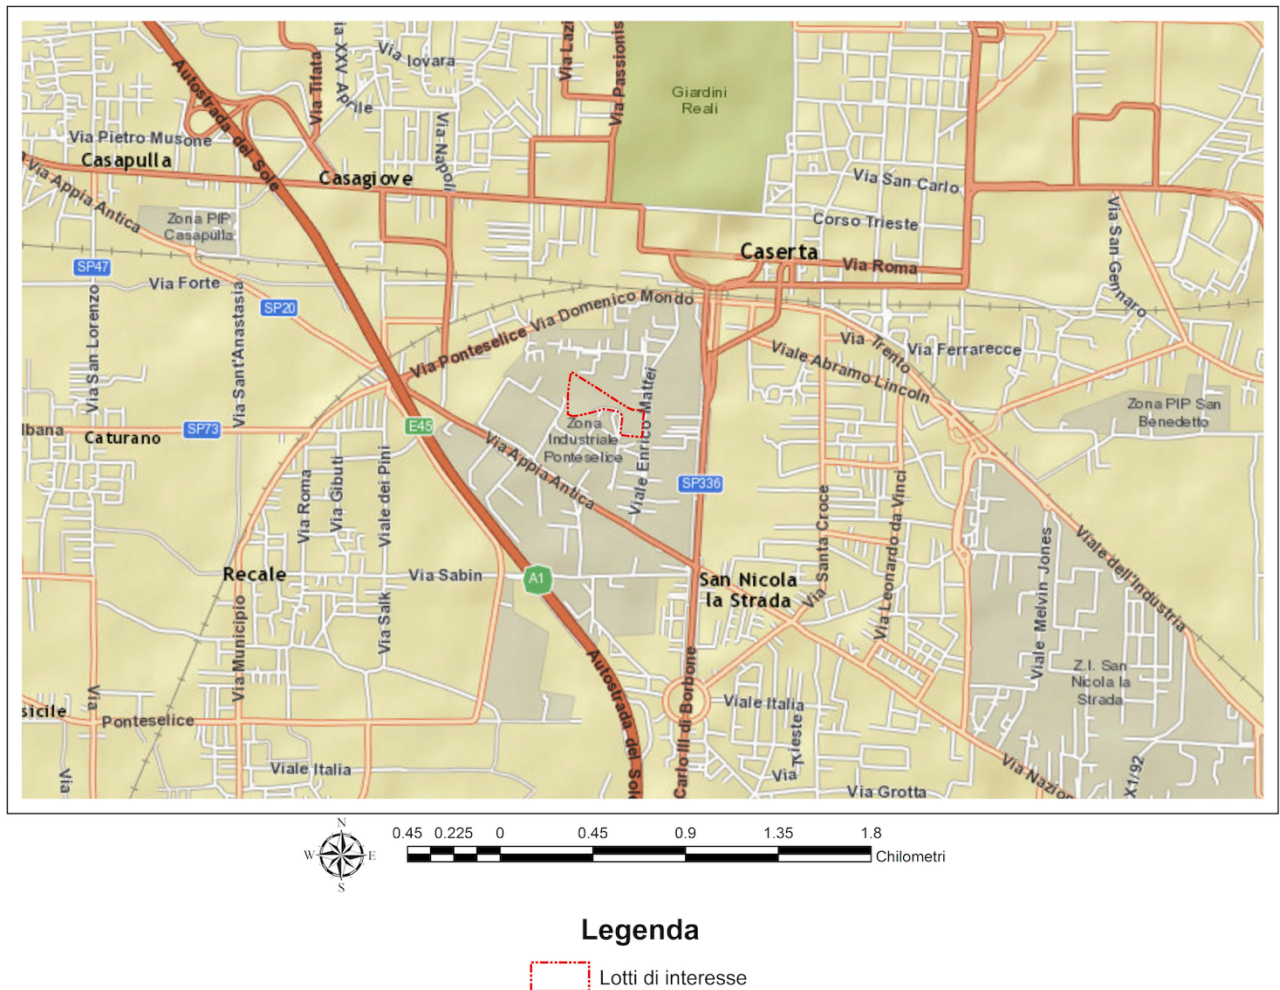 Autostrada del Sole
Via Tifata
Via XXV Aprile
Via Iovara
Via Passionis
Giardini
Reali
Via Pietro Musone
Casapulla
Via Napoli
Casagiove
Via San Carlo
Via Appia Antica
Zona PIP
Casapulla
Corso Trieste
Caserta
Via Roma
Via San Gennaro
SP47
Via Forte
SP20
Via San Lorenzo
Via Sant'Anastasia
Via Ponteselice
Via Domenico Mondo
Via Trento
Via Ferrarecce
Viale Abramo Lincoln
Zona PIP San
Benedetto
Caturano
SP73
E45
Zona
Industriale
Ponteselice
Viale Enrico Mattei
Via Appia Antica
SP336
Via Roma
Via Gibuti
Viale dei Pini
Via Santa Croce
Via Leonardo da Vinci
Viale Melvin Jones
Viale dell'Industria
Recale
Via Sabin
A1
San Nicola
la Strada
Via Municipio
Via Salk
Autostrada del Sole
Carlo III di Borbone
Z.I. San
Nicola la
Strada
sicile
Via
Ponteselice
Viale Italia
Viale Italia
Via
Via Grotta
Via Nazion
X1/92
Via
N
W
E
S
0.45 0.225 0 0.45 0.9 1.35 1.8
Chilometri
Legenda
Lotti di interesse